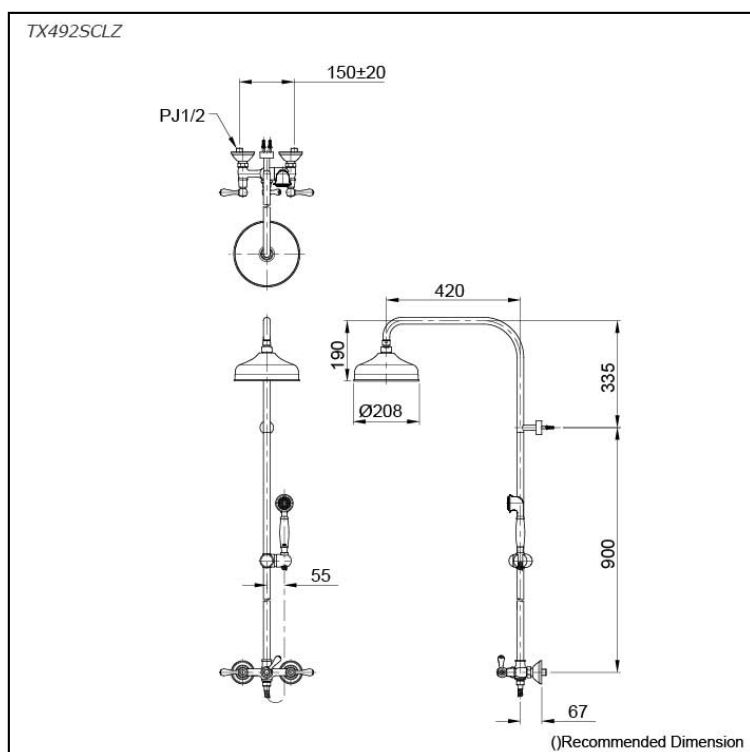 TX492SCLZ
150±20
PJ1/2
420
190
335
Ø208
900
55
67
()Recommended Dimension